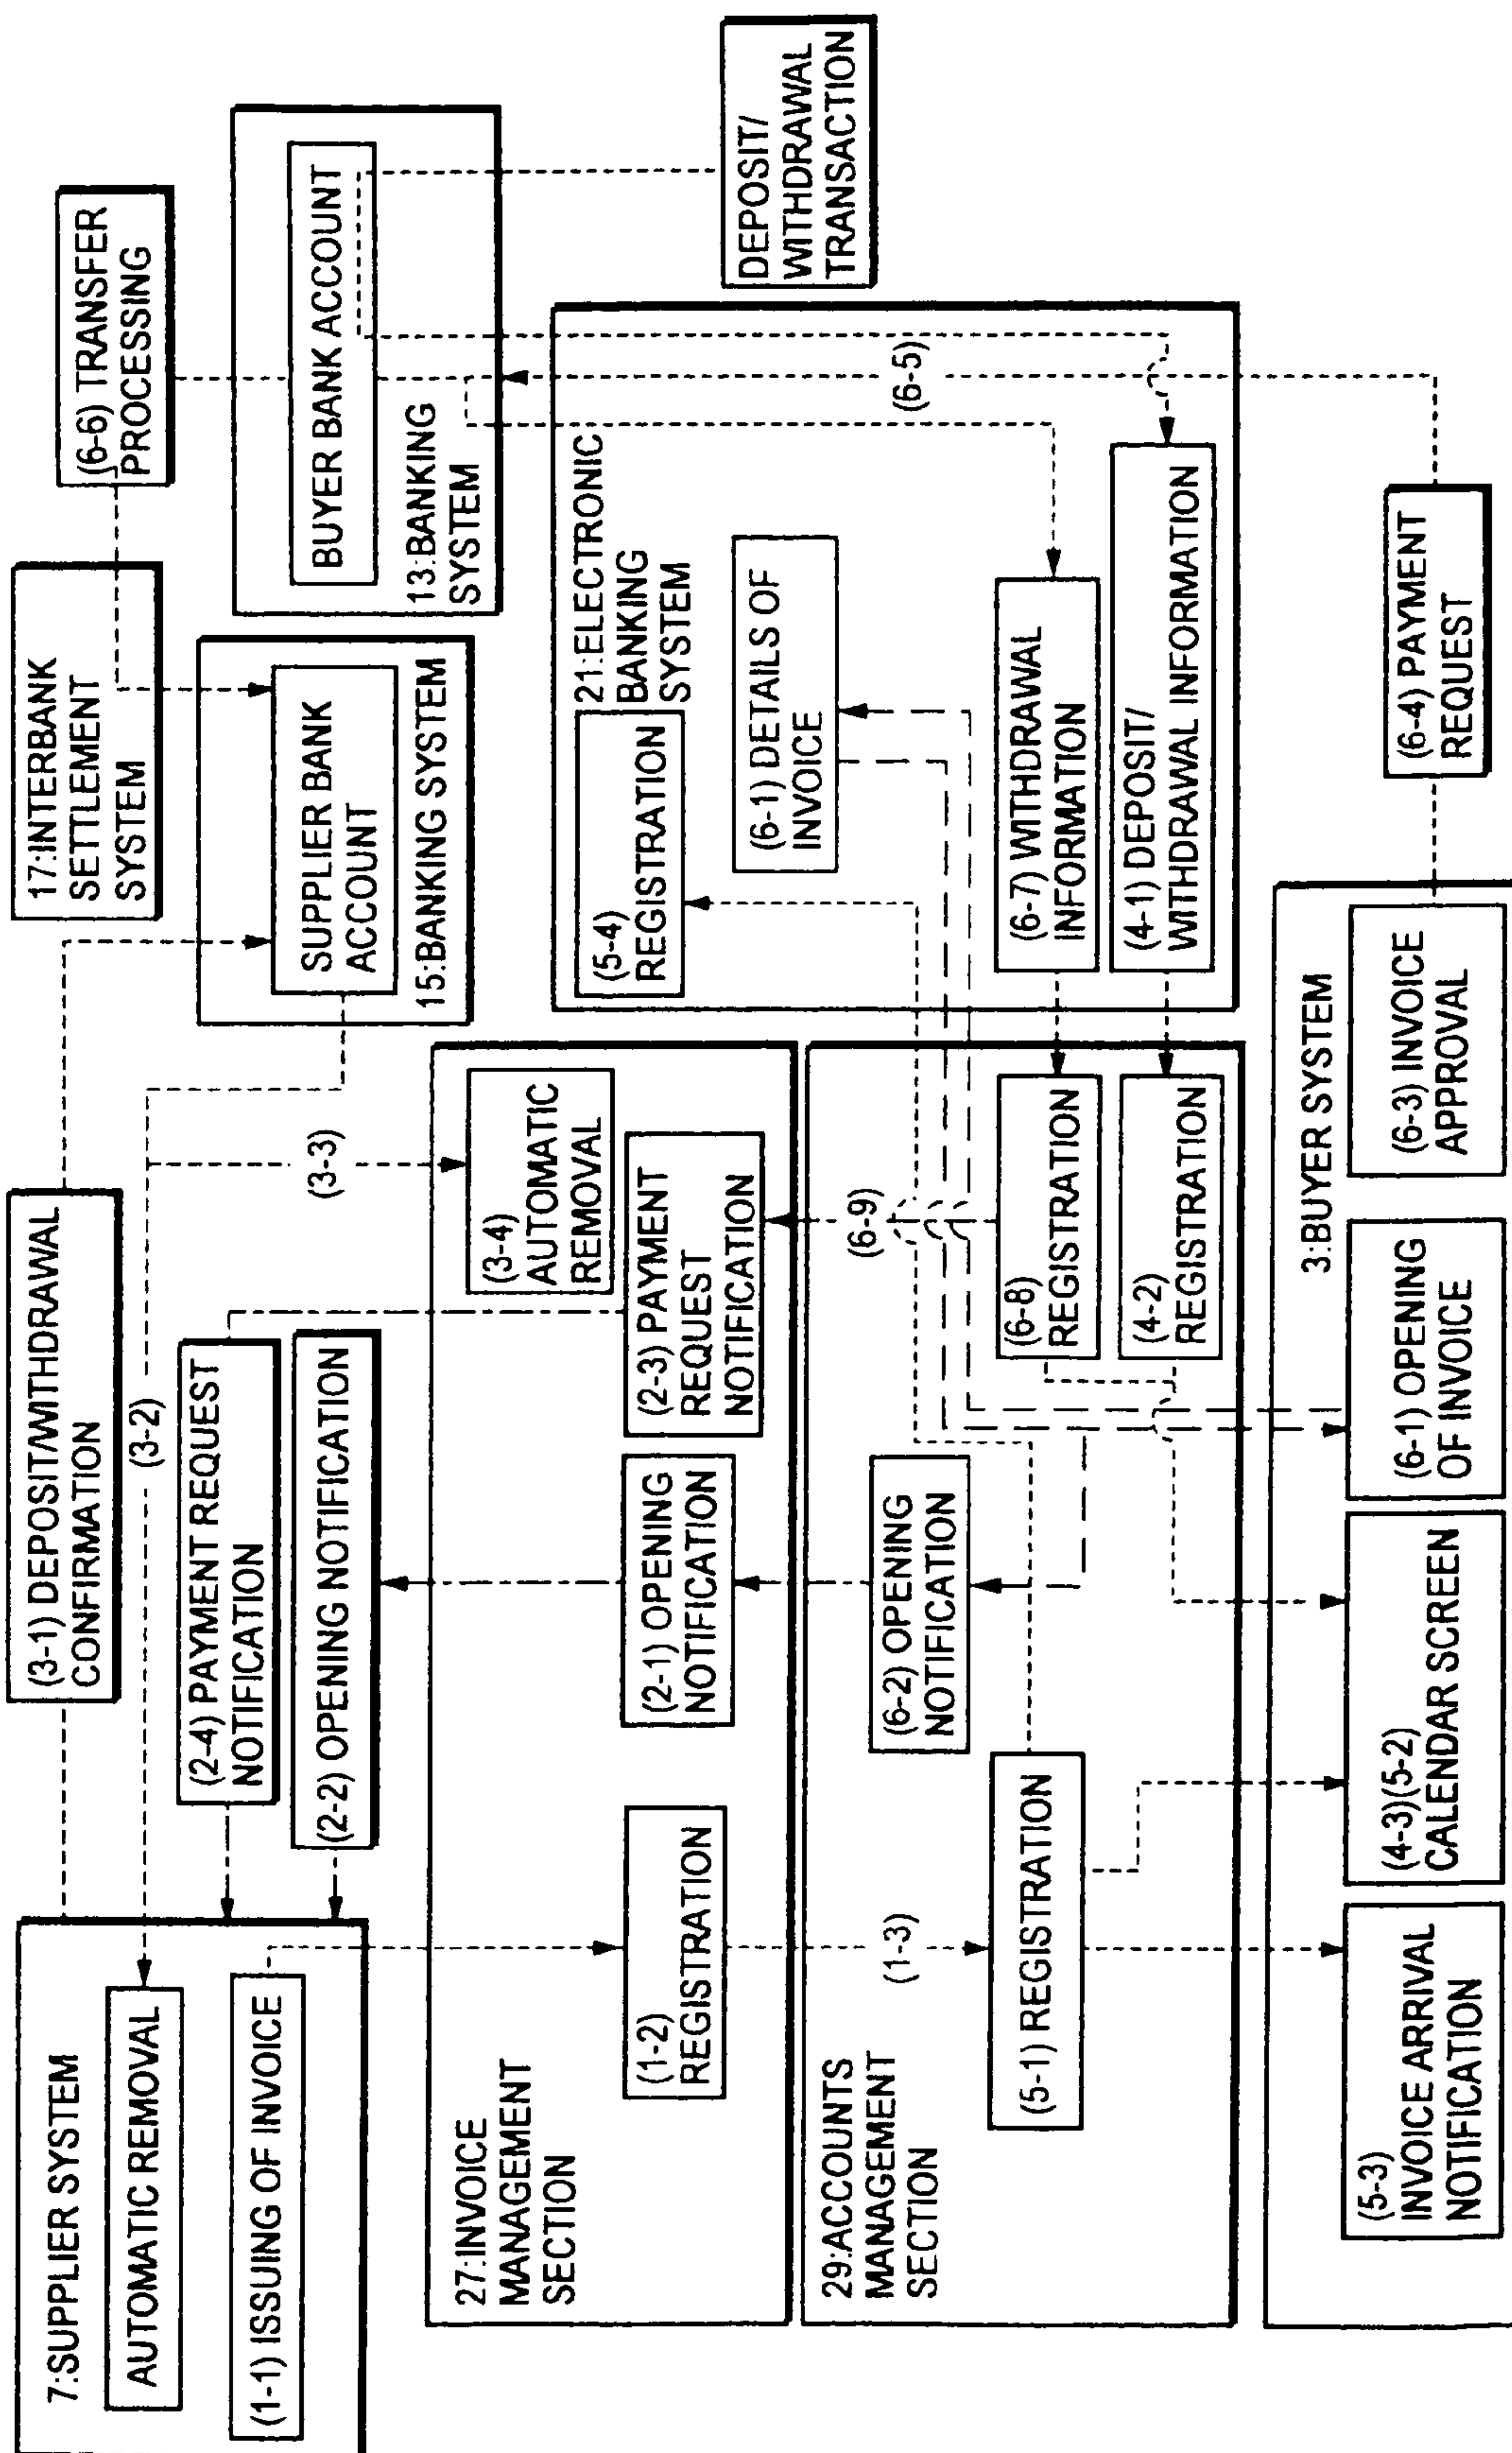 7:SUPPLIER SYSTEM
AUTOMATIC REMOVAL
(1-1) ISSUING OF INVOICE
(3-1) DEPOSIT/WITHDRAWAL
CONFIRMATION
(3-2)
(2-4) PAYMENT REQUEST
NOTIFICATION
(2-2) OPENING NOTIFICATION
(3-3)
17:INTERBANK
SETTLEMENT
SYSTEM
SUPPLIER BANK
ACCOUNT
15:BANKING SYSTEM
(6-6) TRANSFER
PROCESSING
BUYER BANK ACCOUNT
13:BANKING
SYSTEM
DEPOSIT/
WITHDRAWAL
TRANSACTION
27:INVOICE
MANAGEMENT
SECTION
(1-2)
REGISTRATION
(2-1) OPENING
NOTIFICATION
(2-3) PAYMENT
REQUEST
NOTIFICATION
(3-4)
AUTOMATIC
REMOVAL
29:ACCOUNTS
MANAGEMENT
SECTION
(1-3)
(5-1) REGISTRATION
(6-2) OPENING
NOTIFICATION
(6-9)
(6-8)
REGISTRATION
(4-2)
REGISTRATION
21:ELECTRONIC
BANKING
SYSTEM
(5-4)
REGISTRATION
(6-1) DETAILS OF
INVOICE
(6-7) WITHDRAWAL
INFORMATION
(4-1) DEPOSIT/
WITHDRAWAL INFORMATION
(6-5)
3:BUYER SYSTEM
(5-3)
INVOICE ARRIVAL
NOTIFICATION
(4-3)(5-2)
CALENDAR SCREEN
(6-1) OPENING
OF INVOICE
(6-3) INVOICE
APPROVAL
(6-4) PAYMENT
REQUEST